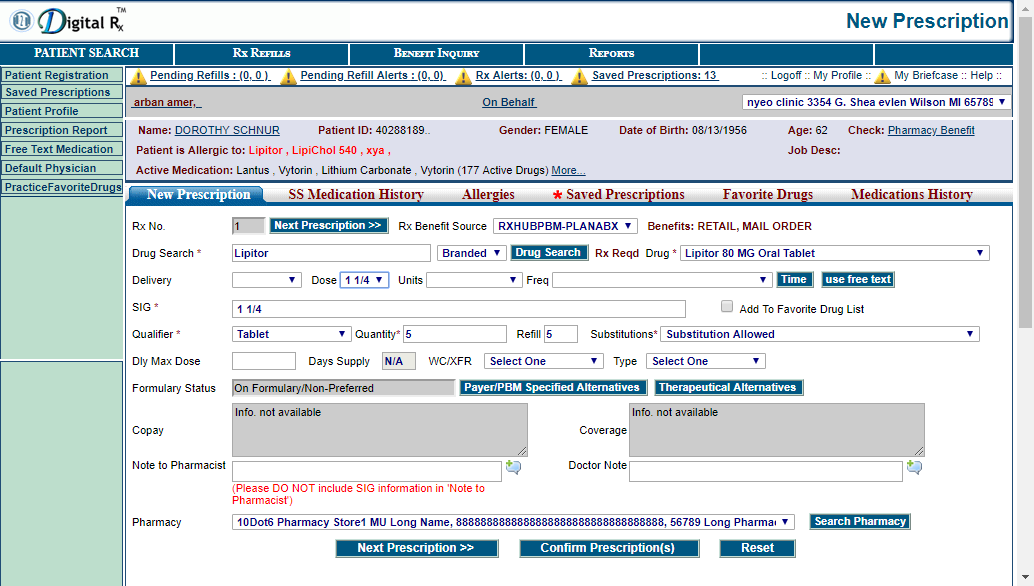 Digital Rx TM
New Prescription
PATIENT SEARCH RX REFILLS BENEFIT INQUIRY REPORTS
Patient Registration
Saved Prescriptions
Patient Profile
Prescription Report
Free Text Medication
Default Physician
PracticeFavoriteDrugs
Pending Refills : (0, 0 ) Pending Refill Alerts : (0, 0) Rx Alerts: (0, 0 ) Saved Prescriptions: 13 :: Logoff :: My Profile :: My Briefcase :: Help ::
arban amer, On Behalf nyeo clinic 3354 G. Shea evlen Wilson MI 65789
Name: DOROTHY SCHNUR Patient ID: 40288189.. Gender: FEMALE Date of Birth: 08/13/1956 Age: 62 Check: Pharmacy Benefit
Patient is Allergic to: Lipitor , LipiChol 540 , xya , Job Desc:
Active Medication: Lantus , Vytorin , Lithium Carbonate , Vytorin (177 Active Drugs) More...
New Prescription SS Medication History Allergies * Saved Prescriptions Favorite Drugs Medications History
Rx No. 1 Next Prescription >> Rx Benefit Source RXHUBPBM-PLANABX Benefits: RETAIL, MAIL ORDER
Drug Search * Lipitor Branded Drug Search Rx Reqd Drug * Lipitor 80 MG Oral Tablet
Delivery Dose 1 1/4 Units Freq Time use free text
SIG * 1 1/4 Add To Favorite Drug List
Qualifier * Tablet Quantity* 5 Refill 5 Substitutions* Substitution Allowed
Dly Max Dose Days Supply N/A WC/XFR Select One Type Select One
Formulary Status On Formulary/Non-Preferred Payer/PBM Specified Alternatives Therapeutical Alternatives
Copay Info. not available Coverage Info. not available
Note to Pharmacist Doctor Note
(Please DO NOT include SIG information in 'Note to
Pharmacist')
Pharmacy 10Dot6 Pharmacy Store1 MU Long Name, Search Pharmacy
Next Prescription >> Confirm Prescription(s) Reset